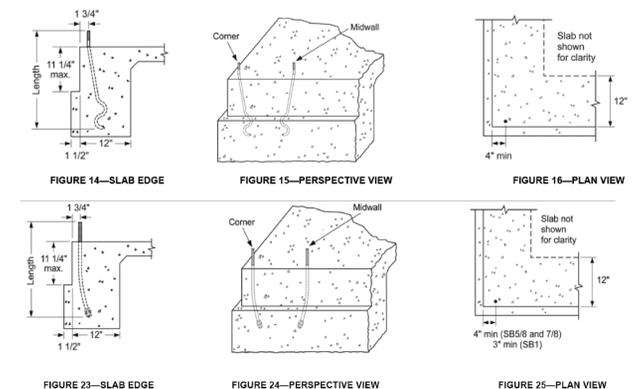 1 3/4"
Length
11 1/4"
max.
12"
1 1/2"
FIGURE 14—SLAB EDGE
Corner
Midwall
FIGURE 15—PERSPECTIVE VIEW
Slab not
shown
for clarity
12"
4" min
FIGURE 16—PLAN VIEW
1 3/4"
Length
11 1/4"
max.
12"
1 1/2"
FIGURE 23—SLAB EDGE
Corner
Midwall
FIGURE 24—PERSPECTIVE VIEW
Slab not
shown
for clarity
12"
4" min (SB5/8 and 7/8)
3" min (SB1)
FIGURE 25—PLAN VIEW